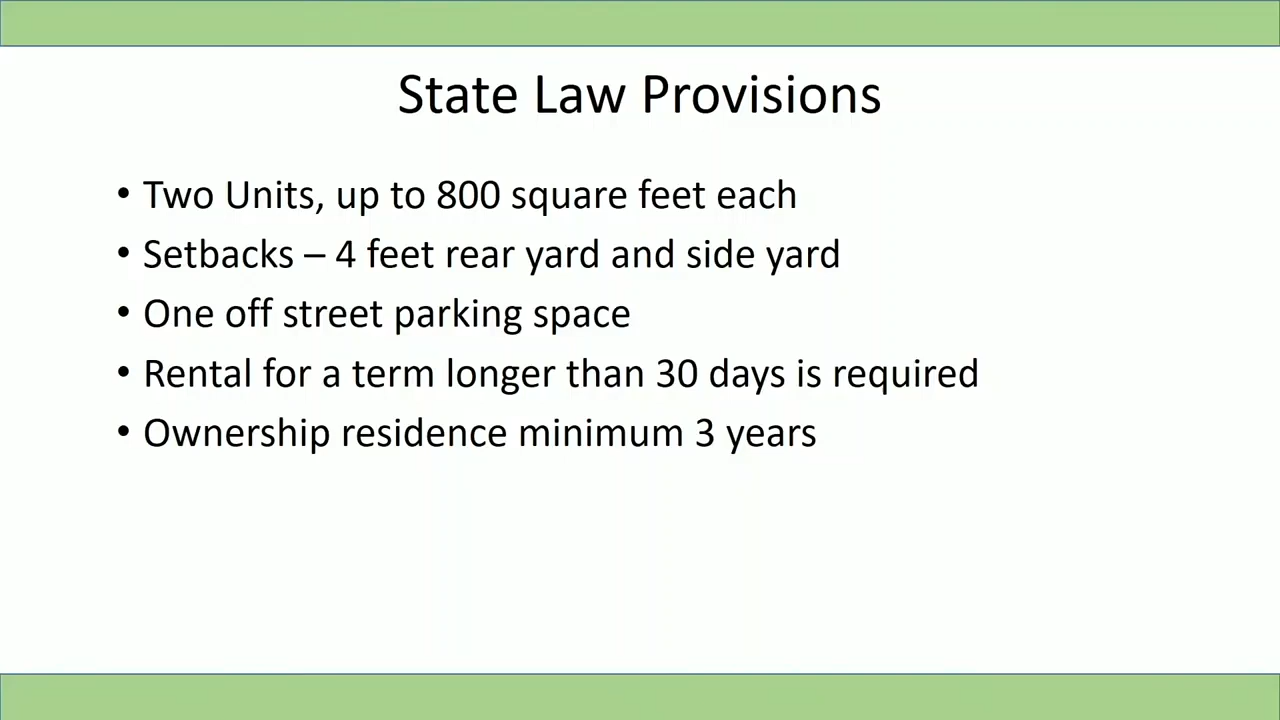 State Law Provisions
• Two Units, up to 800 square feet each
• Setbacks – 4 feet rear yard and side yard
• One off street parking space
• Rental for a term longer than 30 days is required
• Ownership residence minimum 3 years